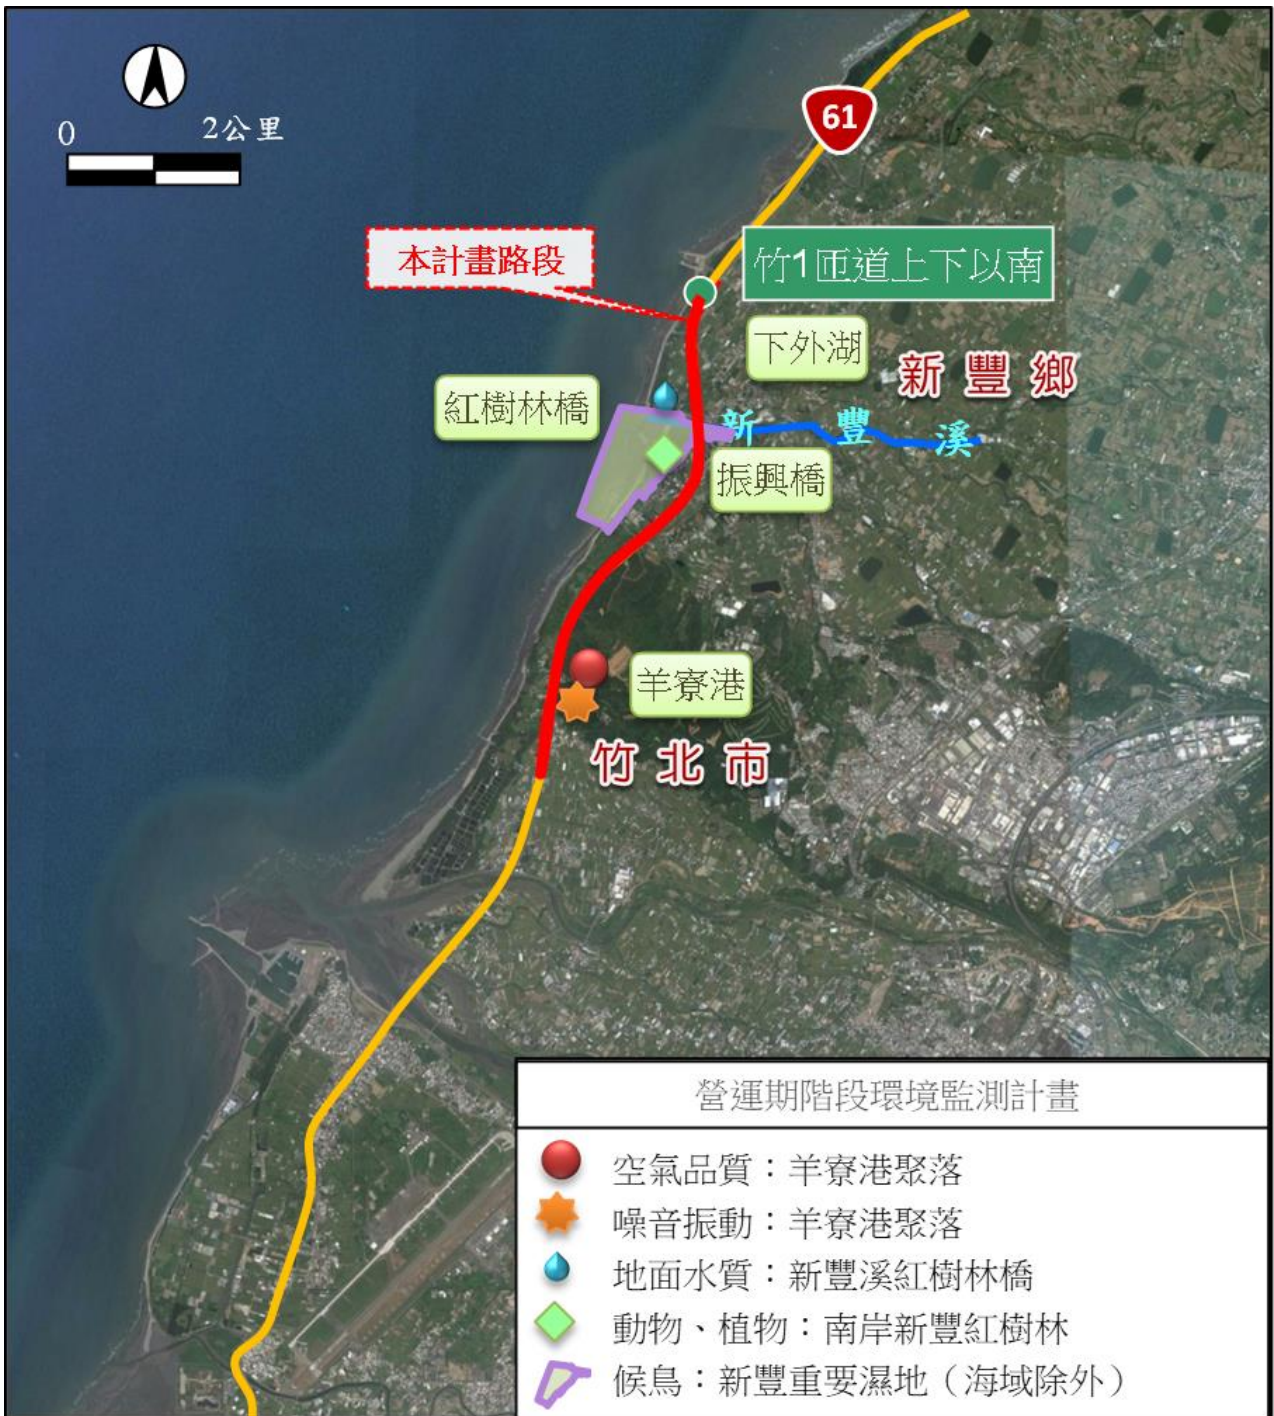 0 2公里
61
本計畫路段
竹1匝道上下以南
下外湖
新豐鄉
紅樹林橋
新豐溪
振興橋
羊寮港
竹北市
營運期階段環境監測計畫
空氣品質：羊寮港聚落
噪音振動：羊寮港聚落
地面水質：新豐溪紅樹林橋
動物、植物：南岸新豐紅樹林
候鳥：新豐重要濕地（海域除外）